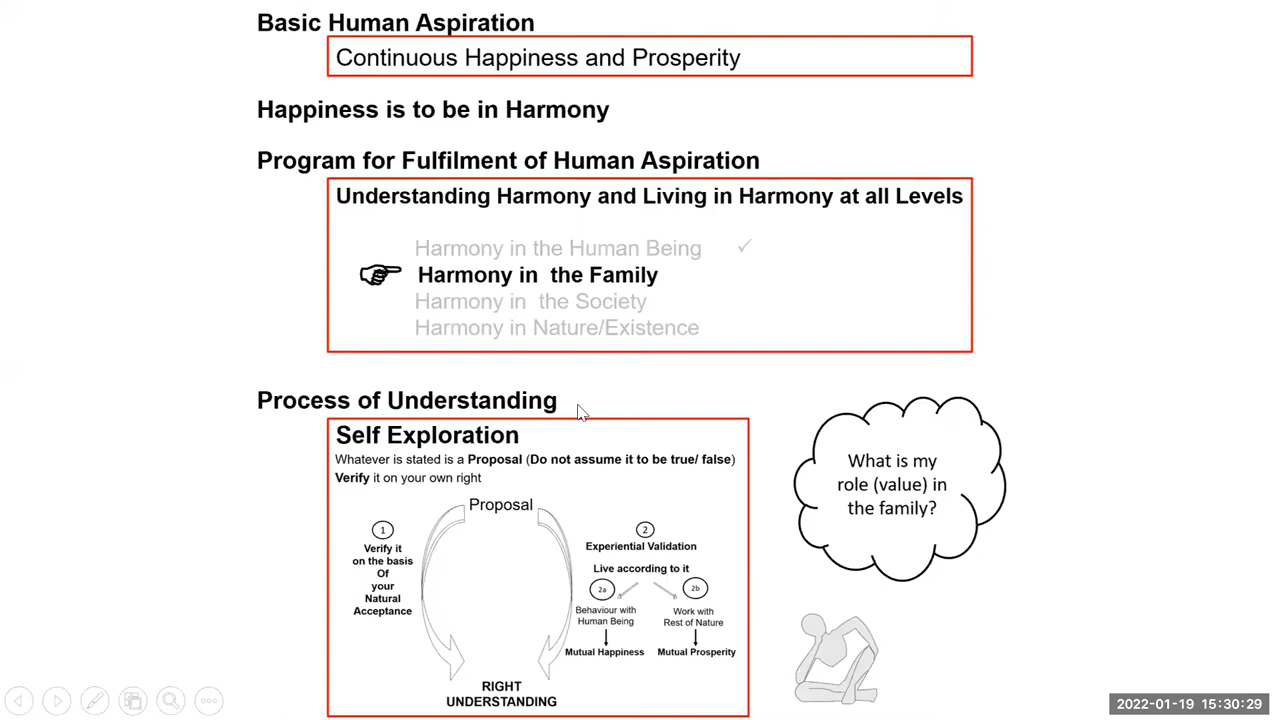 Basic Human Aspiration
Continuous Happiness and Prosperity
Happiness is to be in Harmony
Program for Fulfilment of Human Aspiration
Understanding Harmony and Living in Harmony at all Levels
Harmony in the Human Being ✓
Harmony in the Family
Harmony in the Society
Harmony in Nature/Existence
Process of Understanding
Self Exploration
Whatever is stated is a Proposal (Do not assume it to be true/ false)
Verify it on your own right
Proposal
1
Verify it
on the basis
Of
your
Natural
Acceptance
2
Experiential Validation
Live according to it
2a
Behaviour with
Human Being
Mutual Happiness
2b
Work with
Rest of Nature
Mutual Prosperity
RIGHT
UNDERSTANDING
What is my
role (value) in
the family?
2022-01-19 15:30:29